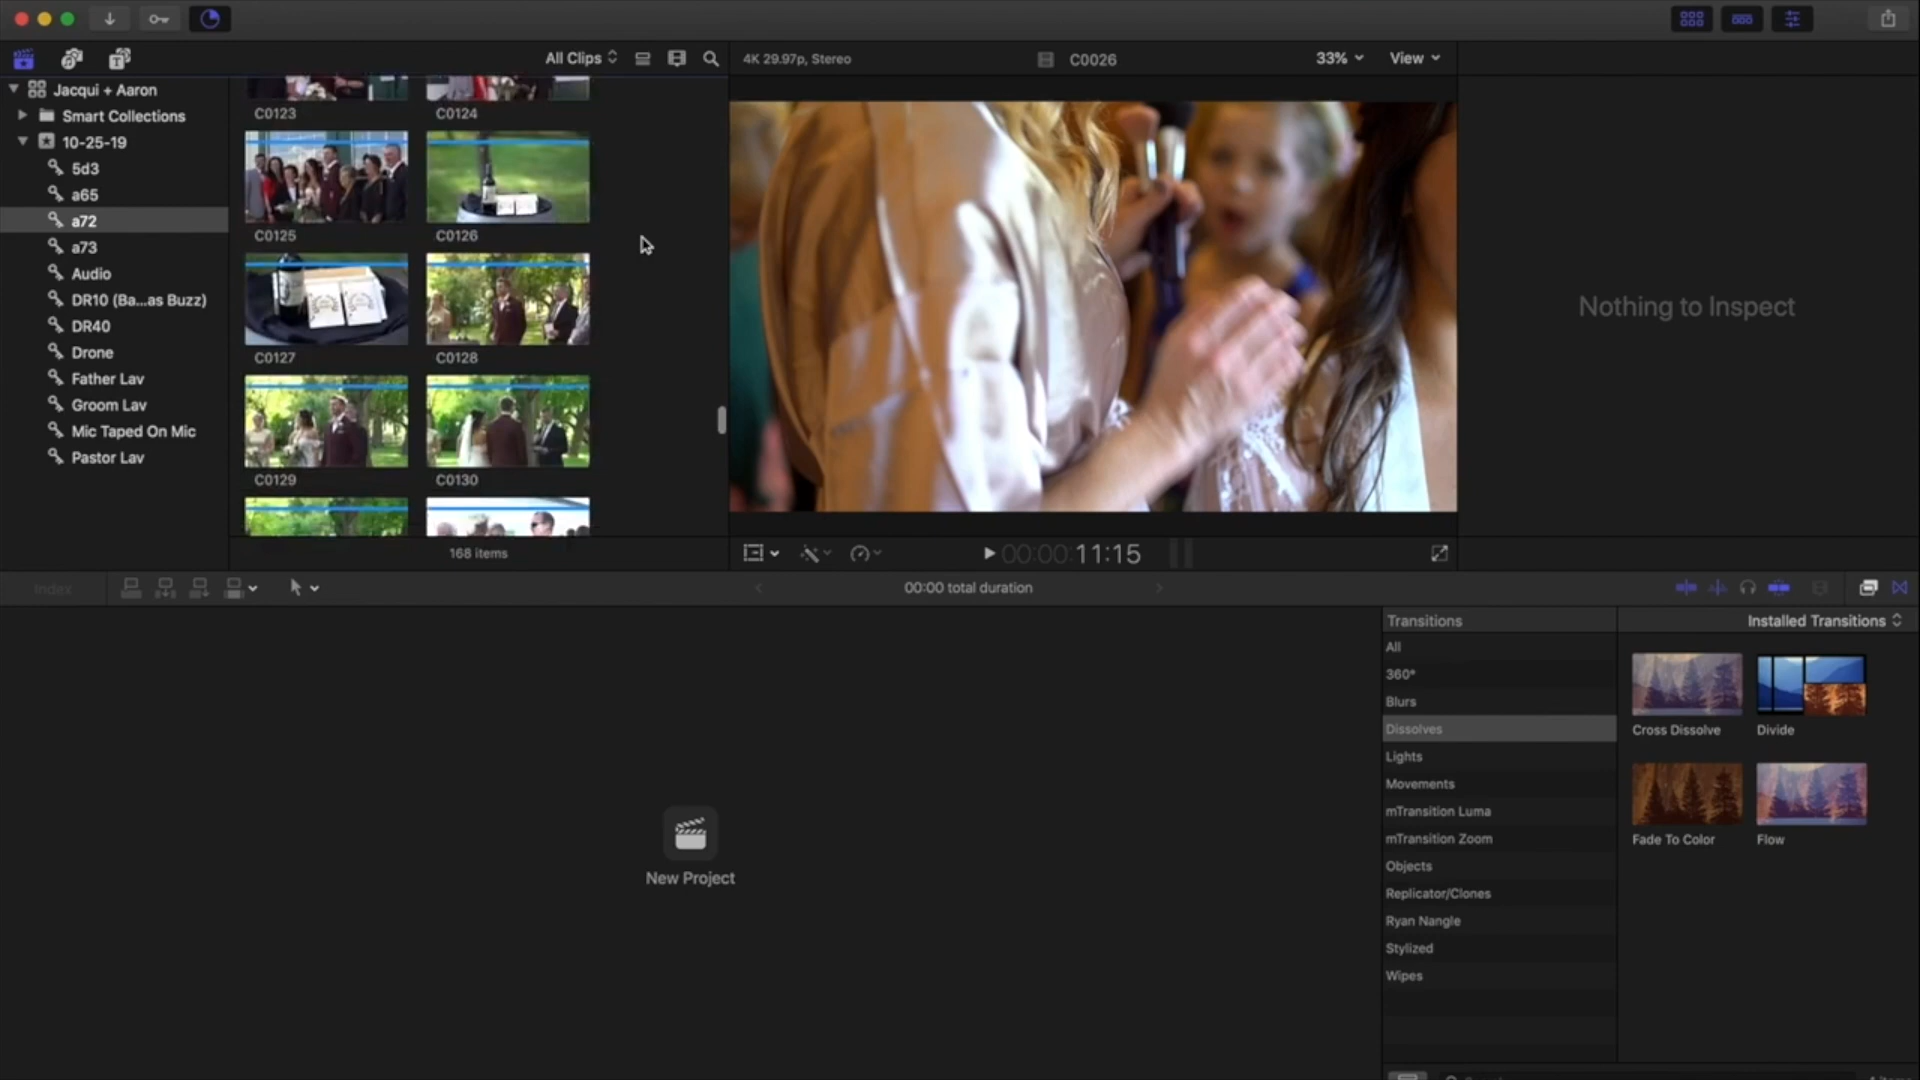 All Clips
4K 29.97p, Stereo
C0026
33%
View
Jacqui + Aaron
Smart Collections
10-25-19
5d3
a65
a72
a73
Audio
DR10 (Ba...as Buzz)
DR40
Drone
Father Lav
Groom Lav
Mic Taped On Mic
Pastor Lav
C0123
C0124
C0125
C0126
C0127
C0128
C0129
C0130
168 items
00:00:11:15
Nothing to Inspect
Index
00:00 total duration
New Project
Transitions
Installed Transitions
All
360°
Blurs
Dissolves
Lights
Movements
mTransition Luma
mTransition Zoom
Objects
Replicator/Clones
Ryan Nangle
Stylized
Wipes
Cross Dissolve
Divide
Fade To Color
Flow